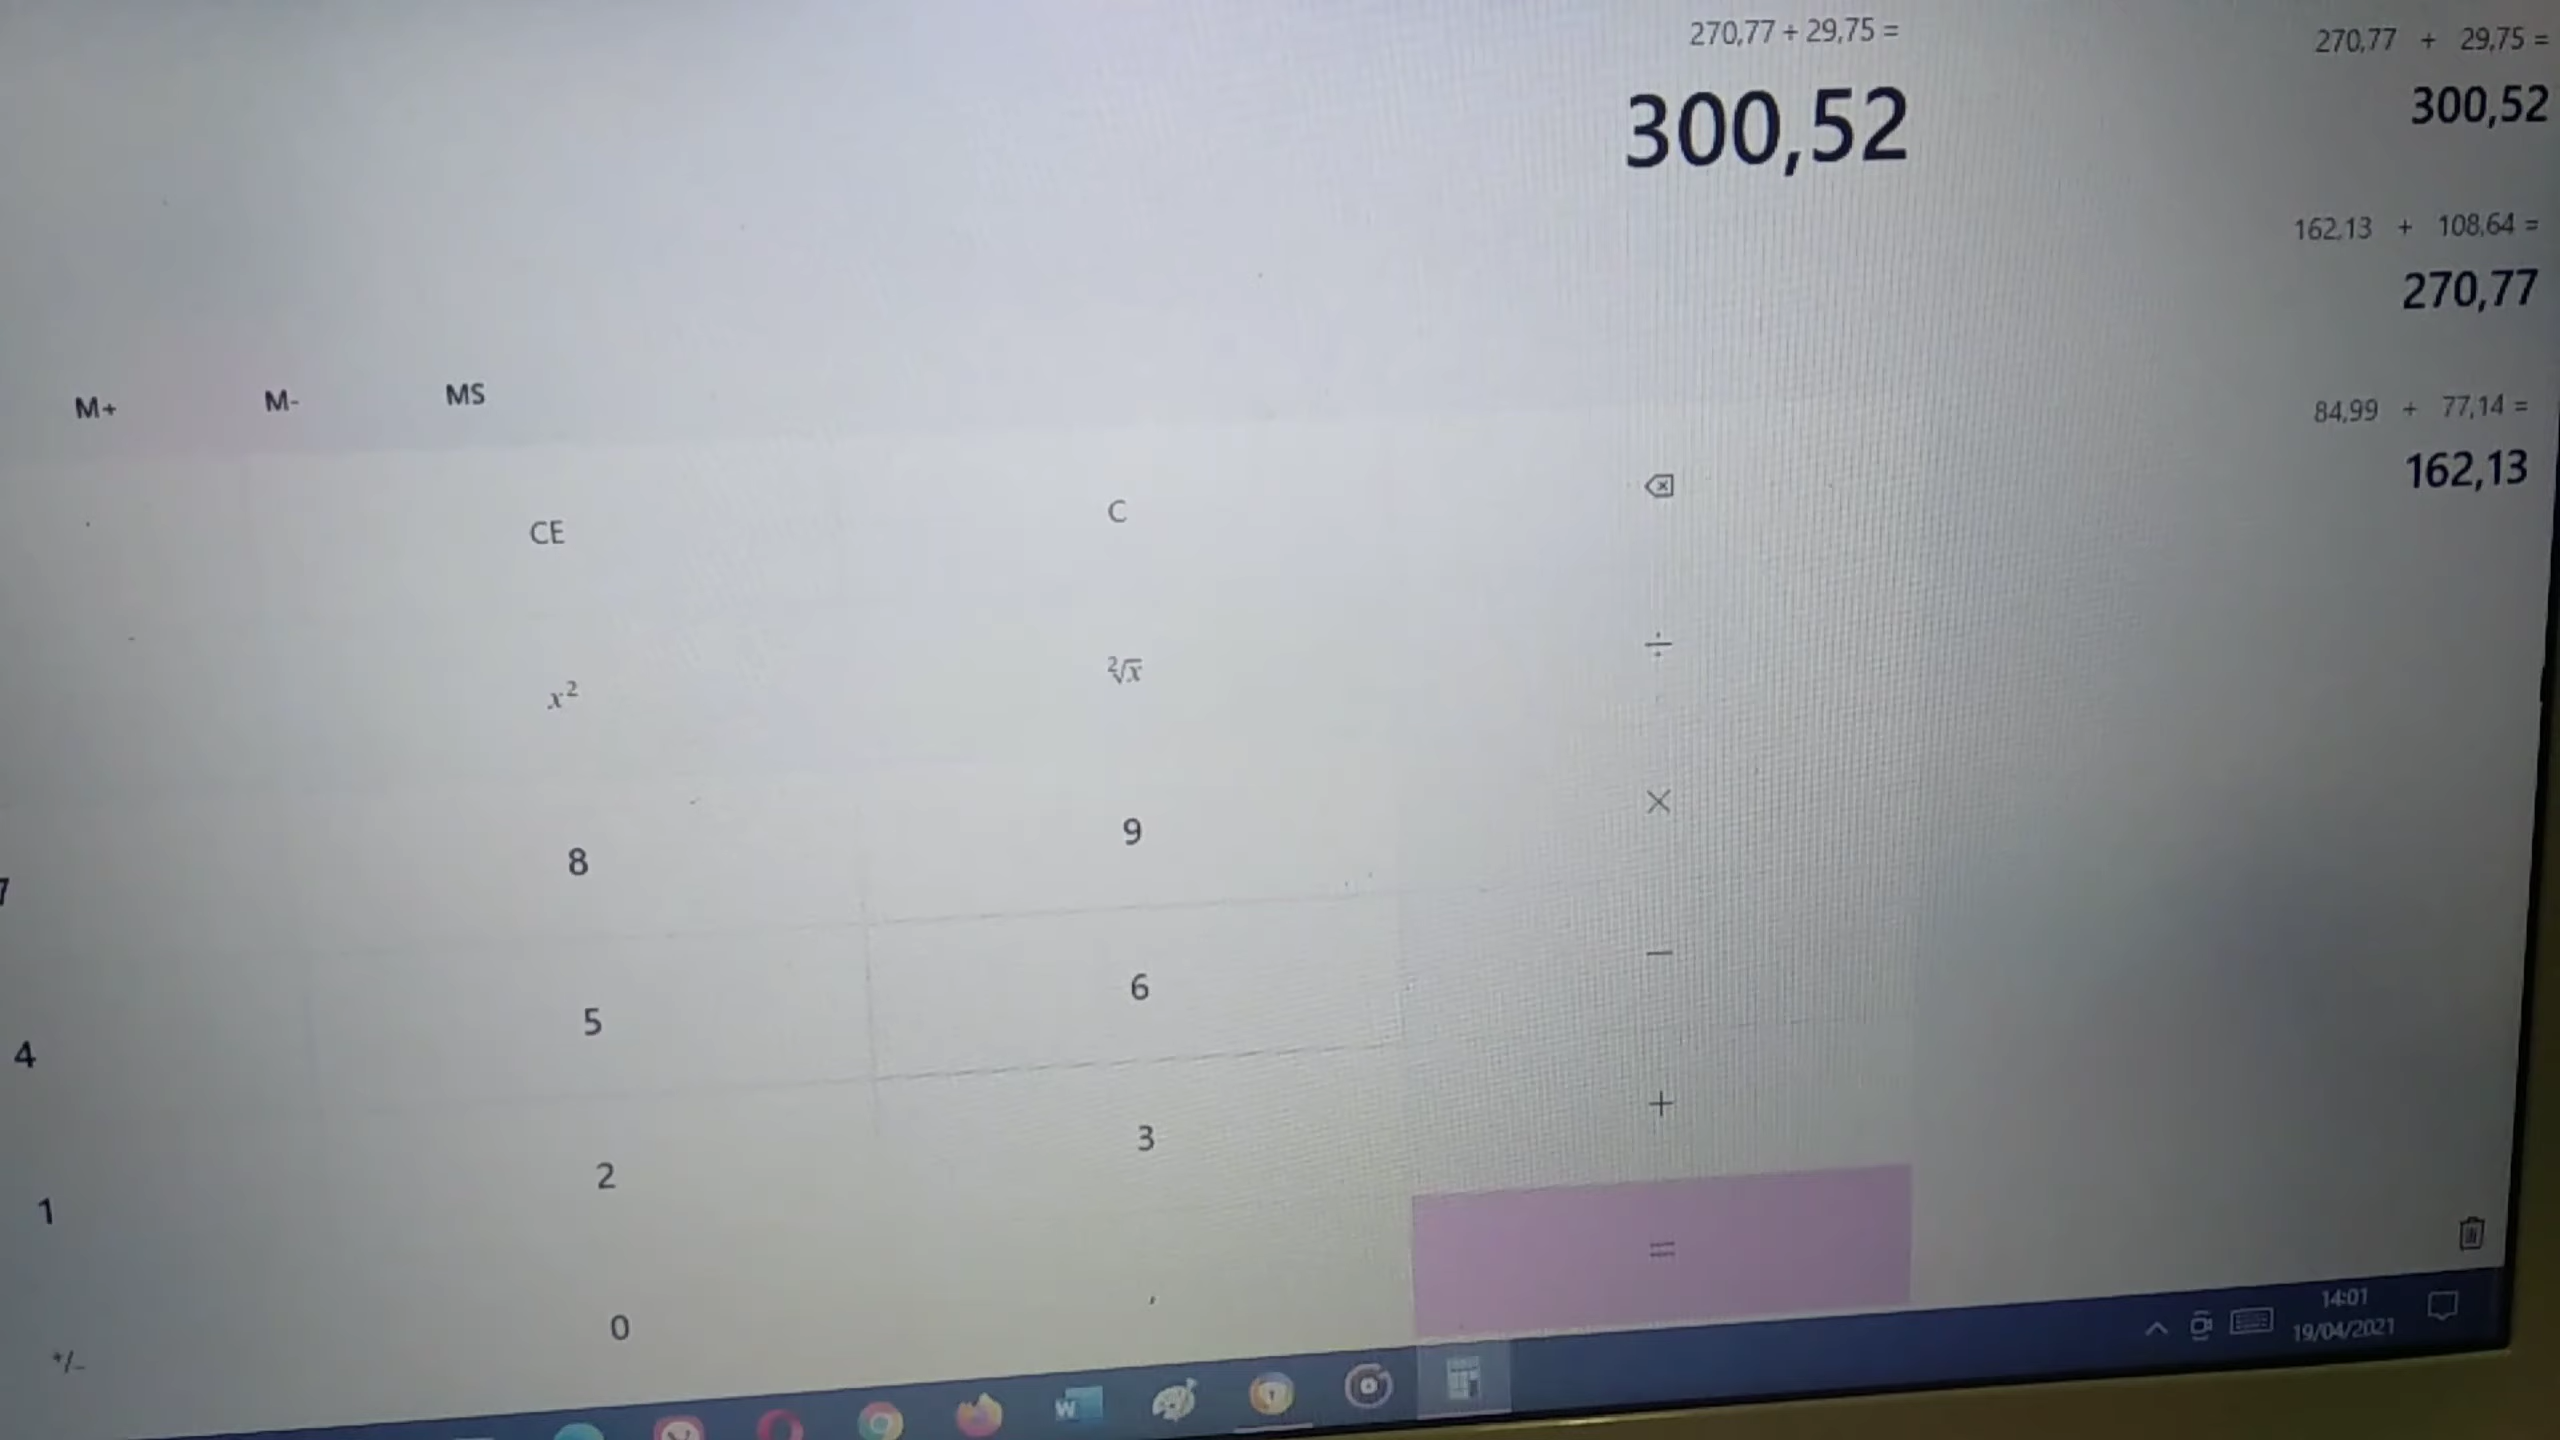 270,77 + 29,75 =
300,52
270,77 + 29,75 =
300,52
162,13 + 108,64 =
270,77
84,99 + 77,14 =
162,13
M+ M- MS
CE C
÷
x² ²√x
×
7 8 9
−
4 5 6
+
1 2 3
=
+/- 0 ,
W
14:01
19/04/2021